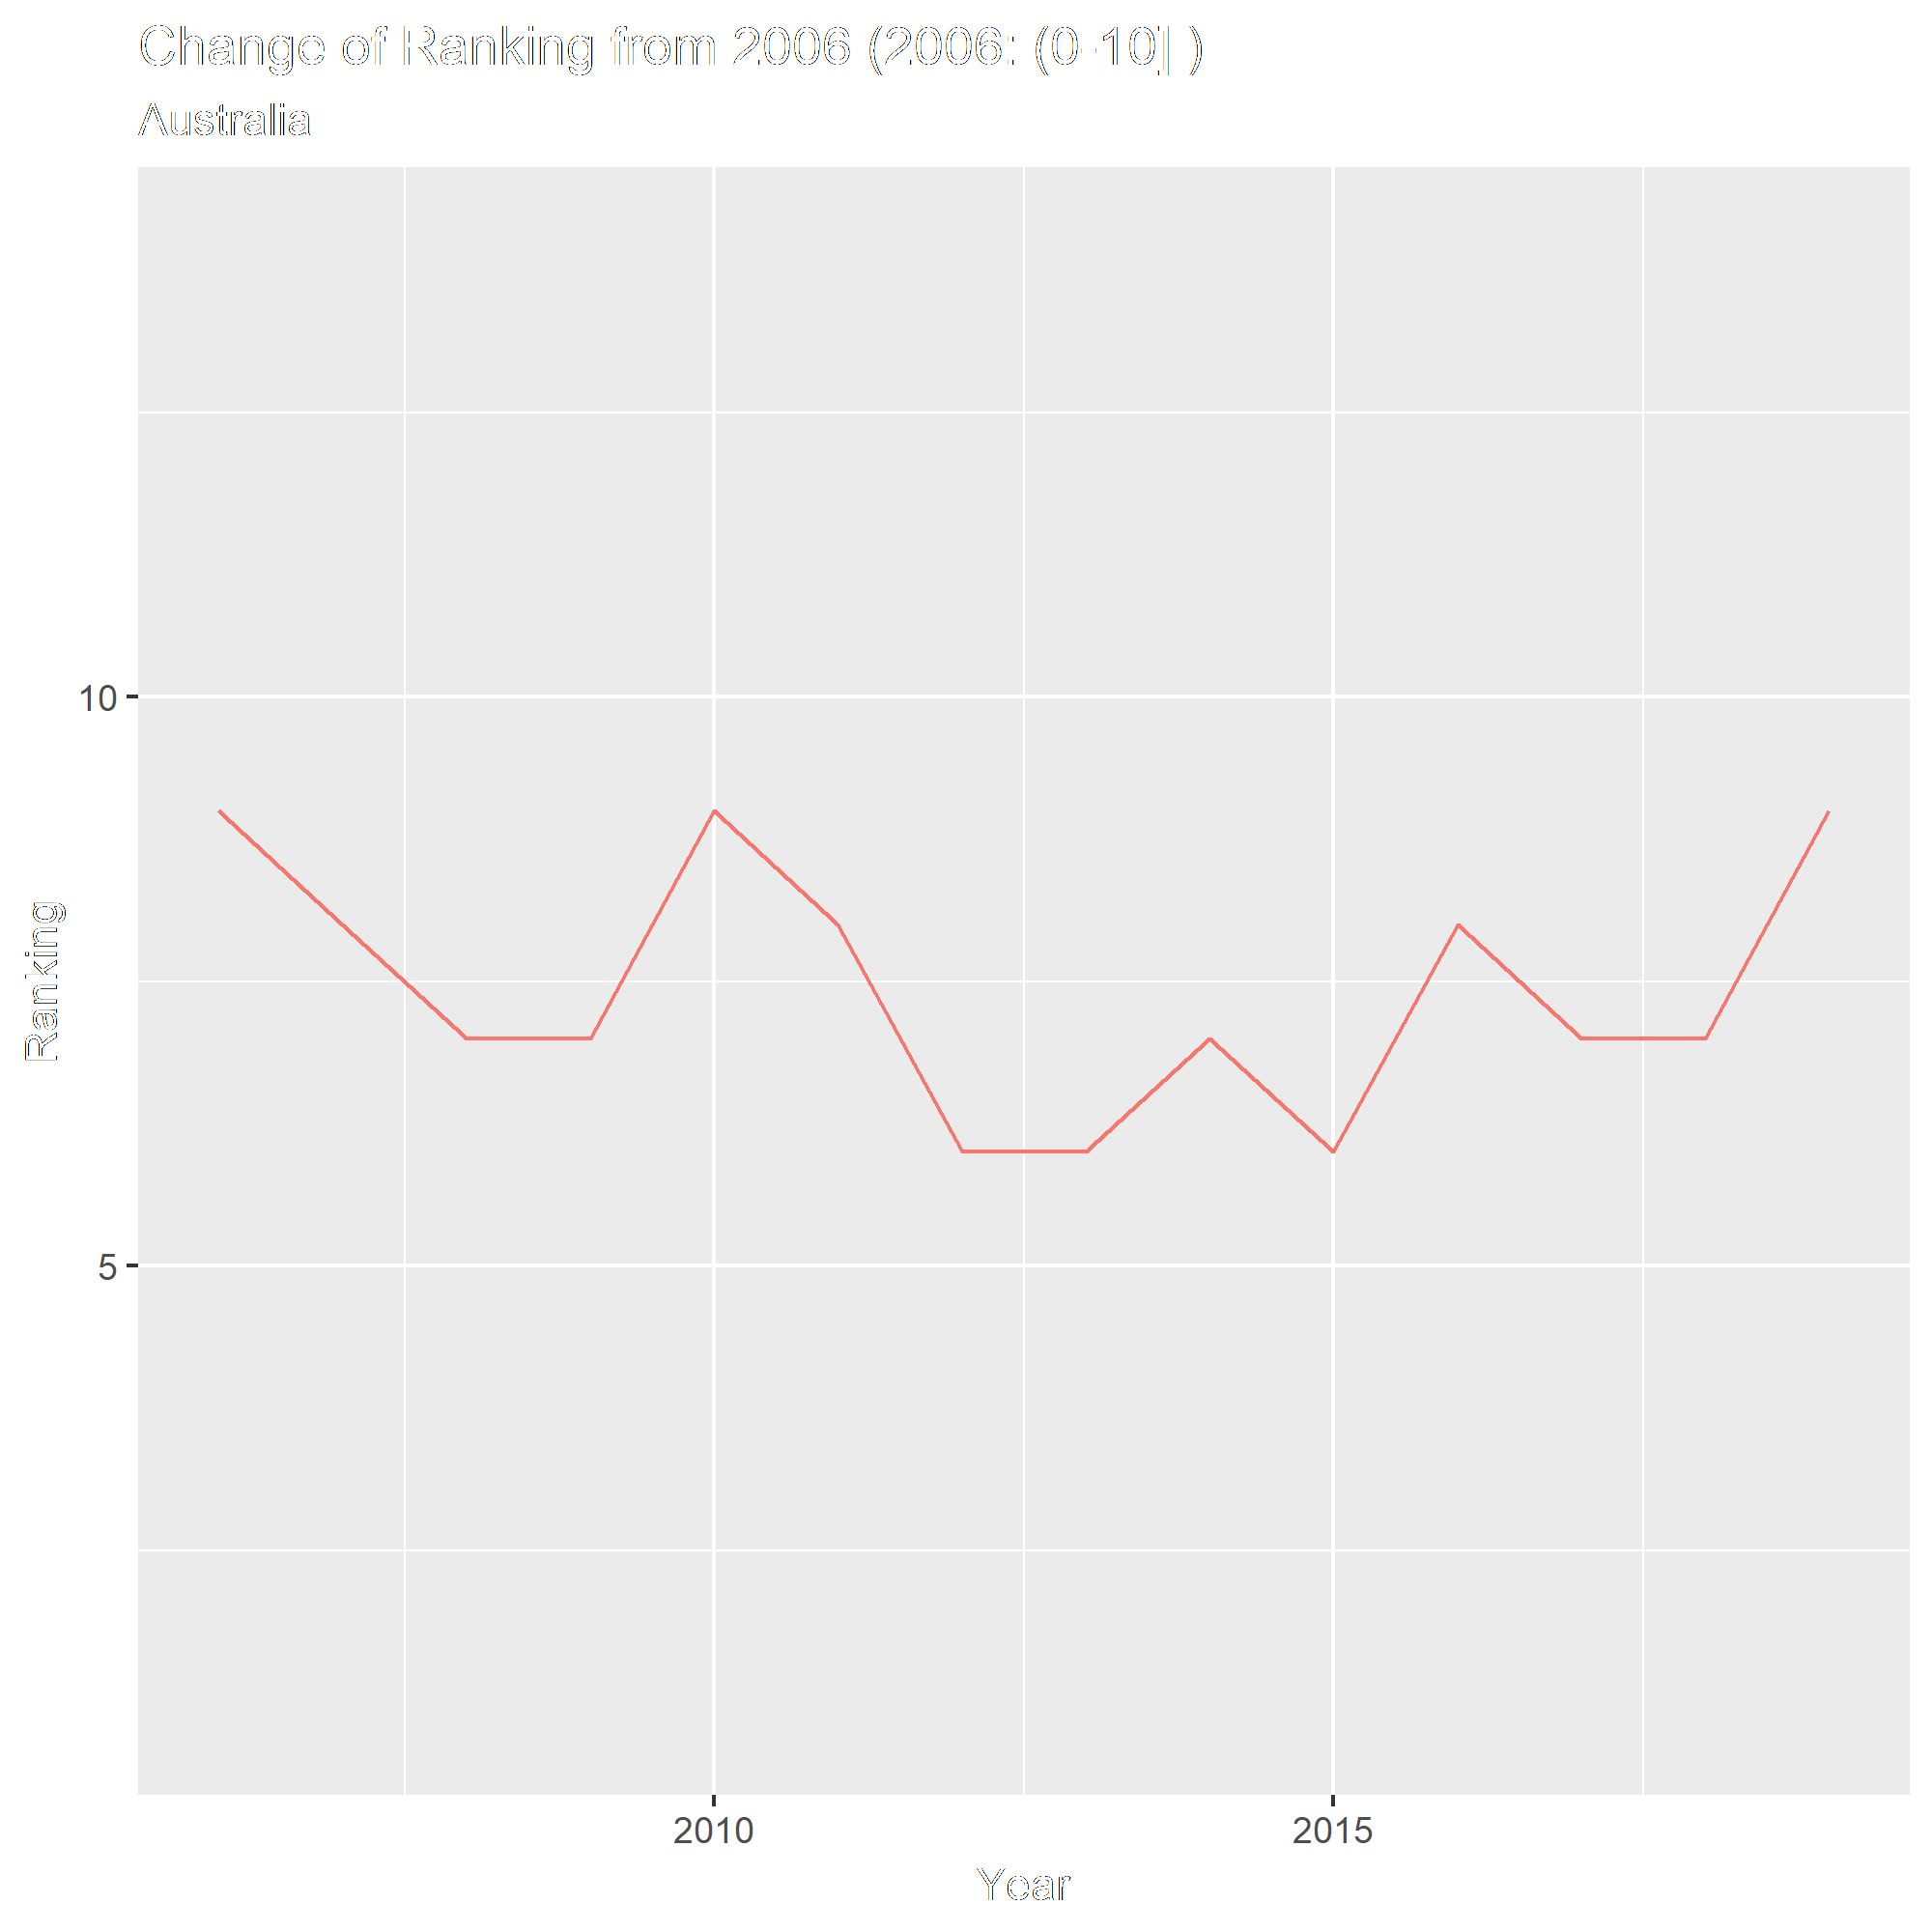 Change of Ranking from 2006 (2006: (0-10] )
Australia
10
5
Ranking
2010
2015
Year